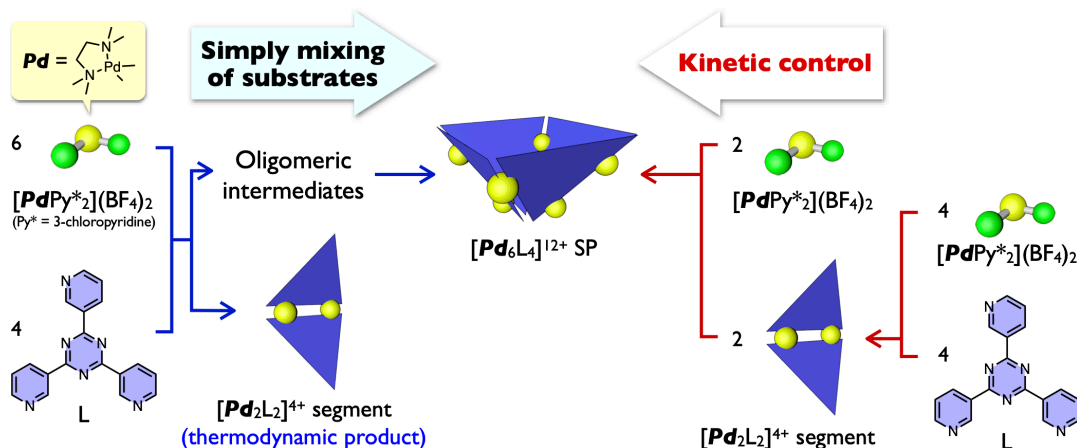 Pd =
N
N
Pd
Simply mixing
of substrates
Kinetic control
6
[PdPy*₂](BF₄)₂
(Py* = 3-chloropyridine)
Oligomeric
intermediates
[Pd₆L₄]¹²⁺ SP
2
[PdPy*₂](BF₄)₂
4
[PdPy*₂](BF₄)₂
4
N
N
N
N
N
N
L
[Pd₂L₂]⁴⁺ segment
(thermodynamic product)
2
[Pd₂L₂]⁴⁺ segment
4
N
N
N
N
N
N
L